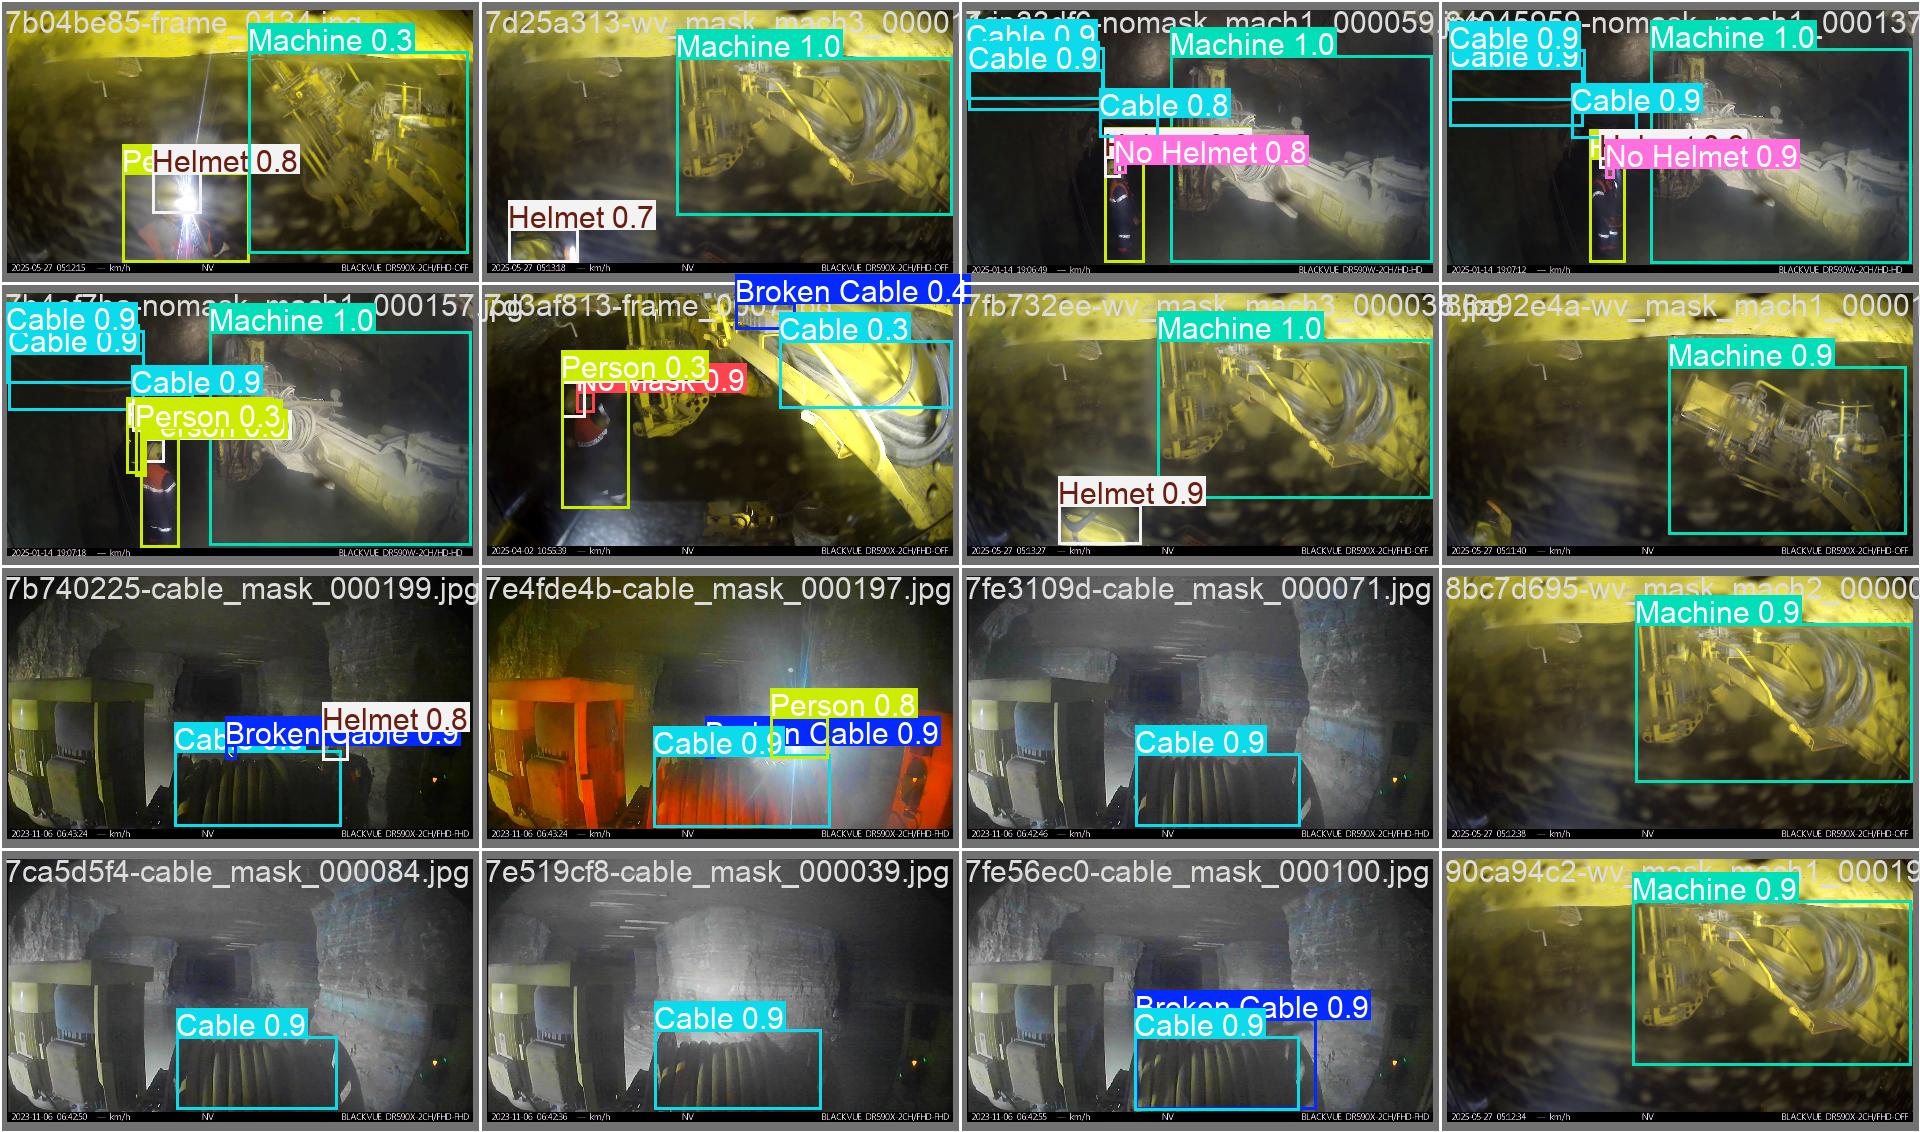 7b04be85-frame_0134.jpg
Machine 0.3
Helmet 0.8
2025-05-27 05:12:15 --- km/h NV BLACKVUE DR590X-2CH/FHD-OFF
7d25a313-wv_mask_mach3_0000
Machine 1.0
Helmet 0.7
2025-05-27 05:13:18 --- km/h NV BLACKVUE DR590X-2CH/FHD-OFF
nomask_mach1_000059.jpg
Cable 0.9
Cable 0.9
Machine 1.0
Cable 0.8
No Helmet 0.8
2025-01-14 19:06:49 --- km/h BLACKVUE DR590W-2CH/HD-HD
nomask_mach1_000137
Cable 0.9
Cable 0.9
Machine 1.0
Cable 0.9
No Helmet 0.9
2025-01-14 19:07:12 --- km/h BLACKVUE DR590W-2CH/HD-HD
nomask_mach1_000157.jpg
Cable 0.9
Cable 0.9
Machine 1.0
Cable 0.9
Person 0.3
2025-01-14 19:07:18 --- km/h BLACKVUE DR590W-2CH/HD-HD
7d3af813-frame
Broken Cable 0.4
Cable 0.3
Person 0.3
No Mask 0.9
2025-04-02 10:55:39 --- km/h NV BLACKVUE DR590X-2CH/FHD-OFF
7fb732ee-wv_mask_mach3_00003
Machine 1.0
Helmet 0.9
2025-05-27 05:13:27 --- km/h NV BLACKVUE DR590X-2CH/FHD-OFF
wv_mask_mach1_0000
Machine 0.9
2025-05-27 05:11:40 --- km/h NV BLACKVUE DR590X-2CH/FHD-OFF
7b740225-cable_mask_000199.jpg
Helmet 0.8
Broken Cable 0.9
2023-11-06 06:43:24 --- km/h NV BLACKVUE DR590X-2CH/FHD-FHD
7e4fde4b-cable_mask_000197.jpg
Person 0.8
Cable 0.9
Cable 0.9
2023-11-06 06:43:24 --- km/h NV BLACKVUE DR590X-2CH/FHD-FHD
7fe3109d-cable_mask_000071.jpg
Cable 0.9
2023-11-06 06:42:46 --- km/h NV BLACKVUE DR590X-2CH/FHD-FHD
8bc7d695-wv_mask_mach2_00000
Machine 0.9
2025-05-27 05:12:38 --- km/h NV BLACKVUE DR590X-2CH/FHD-OFF
7ca5d5f4-cable_mask_000084.jpg
Cable 0.9
2023-11-06 06:42:50 --- km/h NV BLACKVUE DR590X-2CH/FHD-FHD
7e519cf8-cable_mask_000039.jpg
Cable 0.9
2023-11-06 06:42:36 --- km/h NV BLACKVUE DR590X-2CH/FHD-FHD
7fe56ec0-cable_mask_000100.jpg
Broken Cable 0.9
Cable 0.9
2023-11-06 06:42:55 --- km/h NV BLACKVUE DR590X-2CH/FHD-FHD
90ca94c2-wv_mask_mach1_00019
Machine 0.9
2025-05-27 05:12:34 --- km/h NV BLACKVUE DR590X-2CH/FHD-OFF